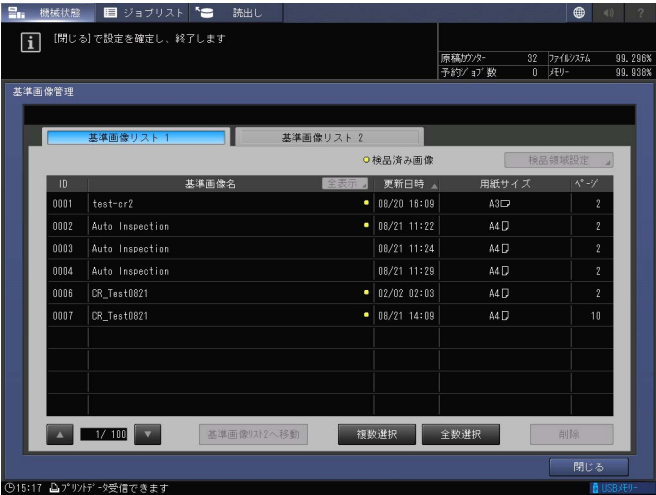 機械状態 ジョブリスト 読出し ?
[閉じる]で設定を確定し、終了します
原稿ｶｳﾝﾀｰ 32 ﾌｧｲﾙｼｽﾃﾑ 99.296%
予約ｼﾞｮﾌﾞ数 0 ﾒﾓﾘｰ 99.938%
基準画像管理
基準画像リスト 1 基準画像リスト 2
検品済み画像 検品領域設定
ID 基準画像名 全表示 更新日時 用紙サイズ ﾍﾟｰｼﾞ
0001 test-cr2 08/20 16:09 A3 2
0002 Auto Inspection 08/21 11:22 A4 2
0003 Auto Inspection 08/21 11:24 A4 2
0004 Auto Inspection 08/21 11:29 A4 2
0006 CR_Test0821 02/02 02:03 A4 2
0007 CR_Test0821 08/21 14:09 A4 10
1/ 100 基準画像ﾘｽﾄ2へ移動 複数選択 全数選択 削除
閉じる
15:17 ﾌﾟﾘﾝﾄﾃﾞｰﾀ受信できます USBﾒﾓﾘｰ